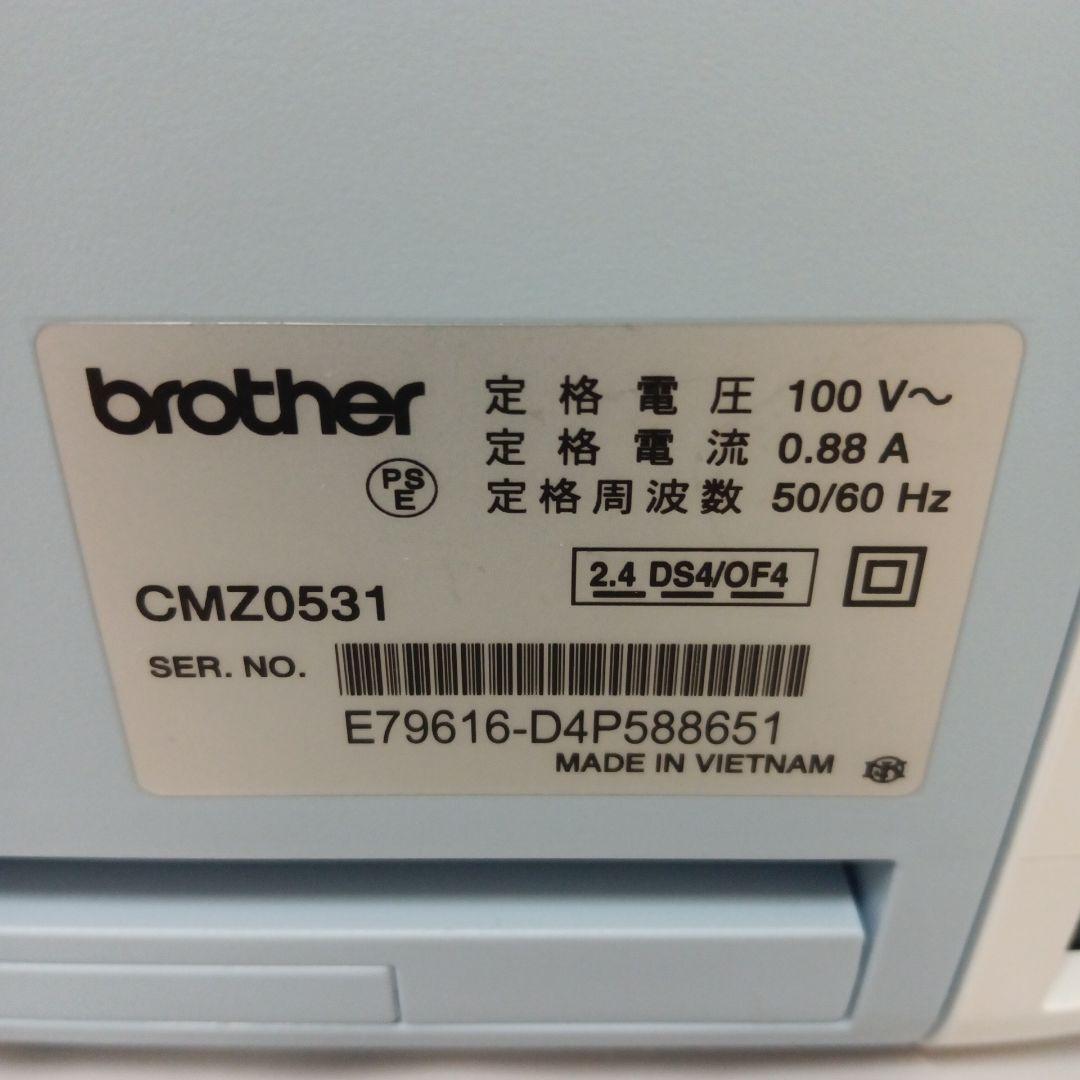 brother
定格電圧 100 V～
定格電流 0.88 A
定格周波数 50/60 Hz
PS
E
2.4 DS4/OF4
CMZ0531
SER. NO.
E79616-D4P588651
MADE IN VIETNAM